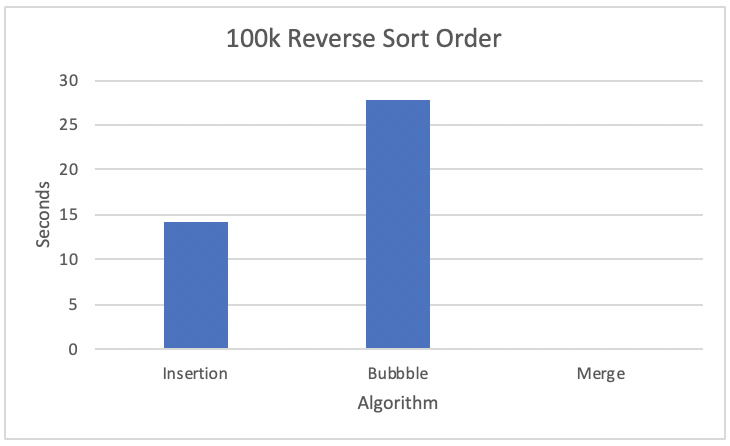 100k Reverse Sort Order
30
25
20
15
10
5
0
Seconds
Insertion
Bubbble
Merge
Algorithm